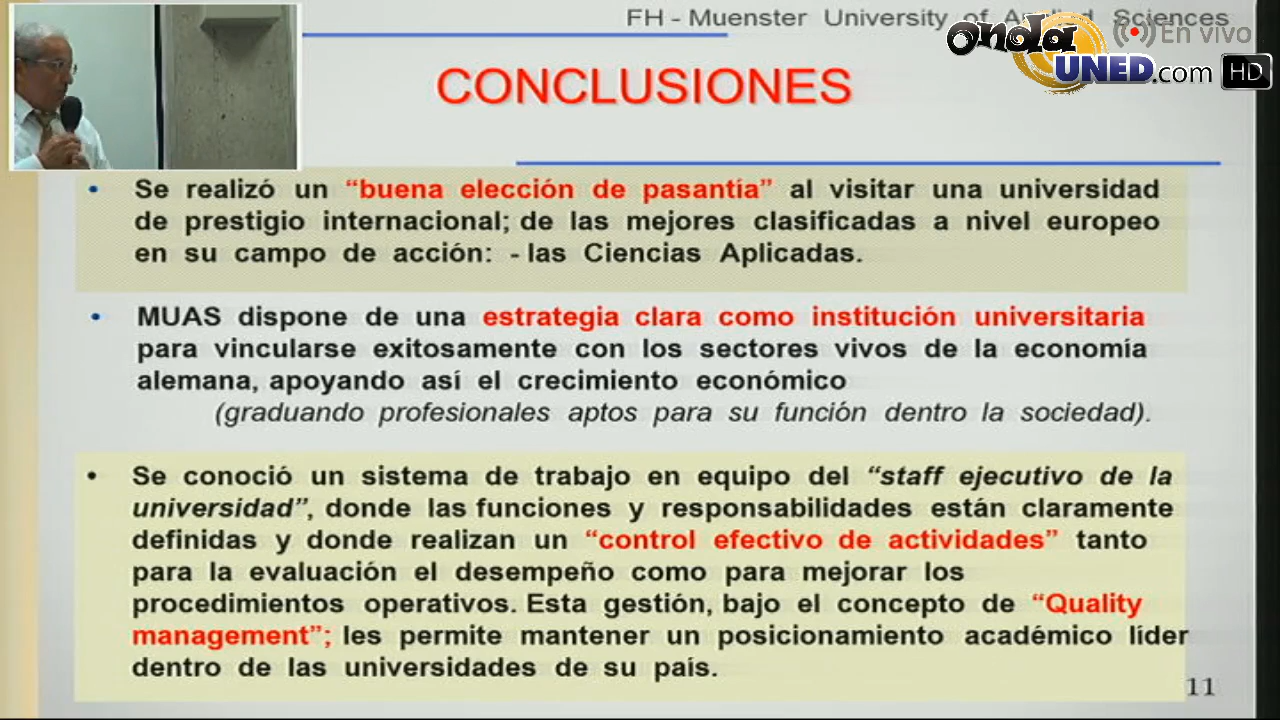 FH - Muenster University of Applied Sciences
onda UNED.com
En vivo
HD
CONCLUSIONES
• Se realizó un “buena elección de pasantía” al visitar una universidad
de prestigio internacional; de las mejores clasificadas a nivel europeo
en su campo de acción: - las Ciencias Aplicadas.
• MUAS dispone de una estrategia clara como institución universitaria
para vincularse exitosamente con los sectores vivos de la economía
alemana, apoyando así el crecimiento económico
(graduando profesionales aptos para su función dentro la sociedad).
• Se conoció un sistema de trabajo en equipo del “staff ejecutivo de la
universidad”, donde las funciones y responsabilidades están claramente
definidas y donde realizan un “control efectivo de actividades” tanto
para la evaluación el desempeño como para mejorar los
procedimientos operativos. Esta gestión, bajo el concepto de “Quality
management”; les permite mantener un posicionamiento académico líder
dentro de las universidades de su país.
11